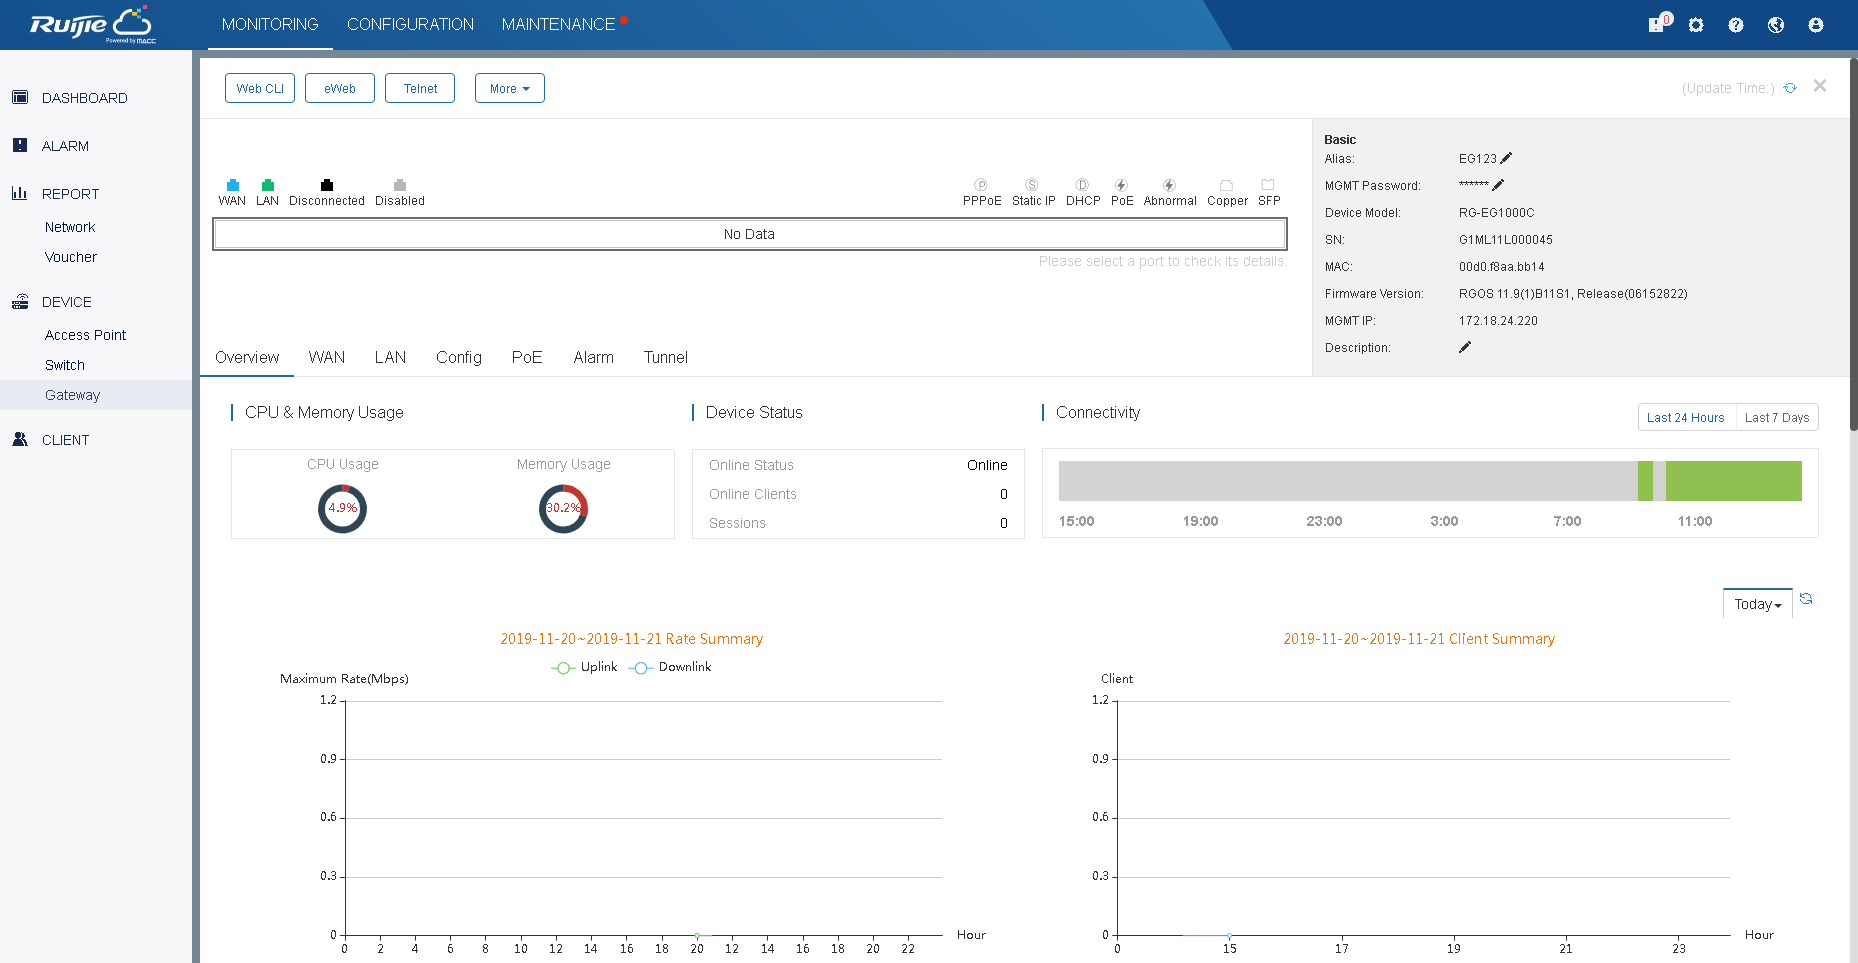 Ruijie
Powered by MACC
MONITORING CONFIGURATION MAINTENANCE
0
DASHBOARD
ALARM
REPORT
Network
Voucher
DEVICE
Access Point
Switch
Gateway
CLIENT
Web CLI eWeb Telnet More
(Update Time:)
WAN LAN Disconnected Disabled
P S D
PPPoE Static IP DHCP PoE Abnormal Copper SFP
No Data
Please select a port to check its details.
Basic
Alias: EG123
MGMT Password: ******
Device Model: RG-EG1000C
SN: G1ML11L000045
MAC: 00d0.f8aa.bb14
Firmware Version: RGOS 11.9(1)B11S1, Release(06152822)
MGMT IP: 172.18.24.220
Description:
Overview WAN LAN Config PoE Alarm Tunnel
CPU & Memory Usage
CPU Usage Memory Usage
4.9% 30.2%
Device Status
Online Status Online
Online Clients 0
Sessions 0
Connectivity
Last 24 Hours Last 7 Days
15:00 19:00 23:00 3:00 7:00 11:00
Today
2019-11-20~2019-11-21 Rate Summary
Uplink Downlink
Maximum Rate(Mbps)
1.2
0.9
0.6
0.3
0
0 2 4 6 8 10 12 14 16 18 20 12 14 16 18 20 22
Hour
2019-11-20~2019-11-21 Client Summary
Client
1.2
0.9
0.6
0.3
0
0 15 17 19 21 23
Hour